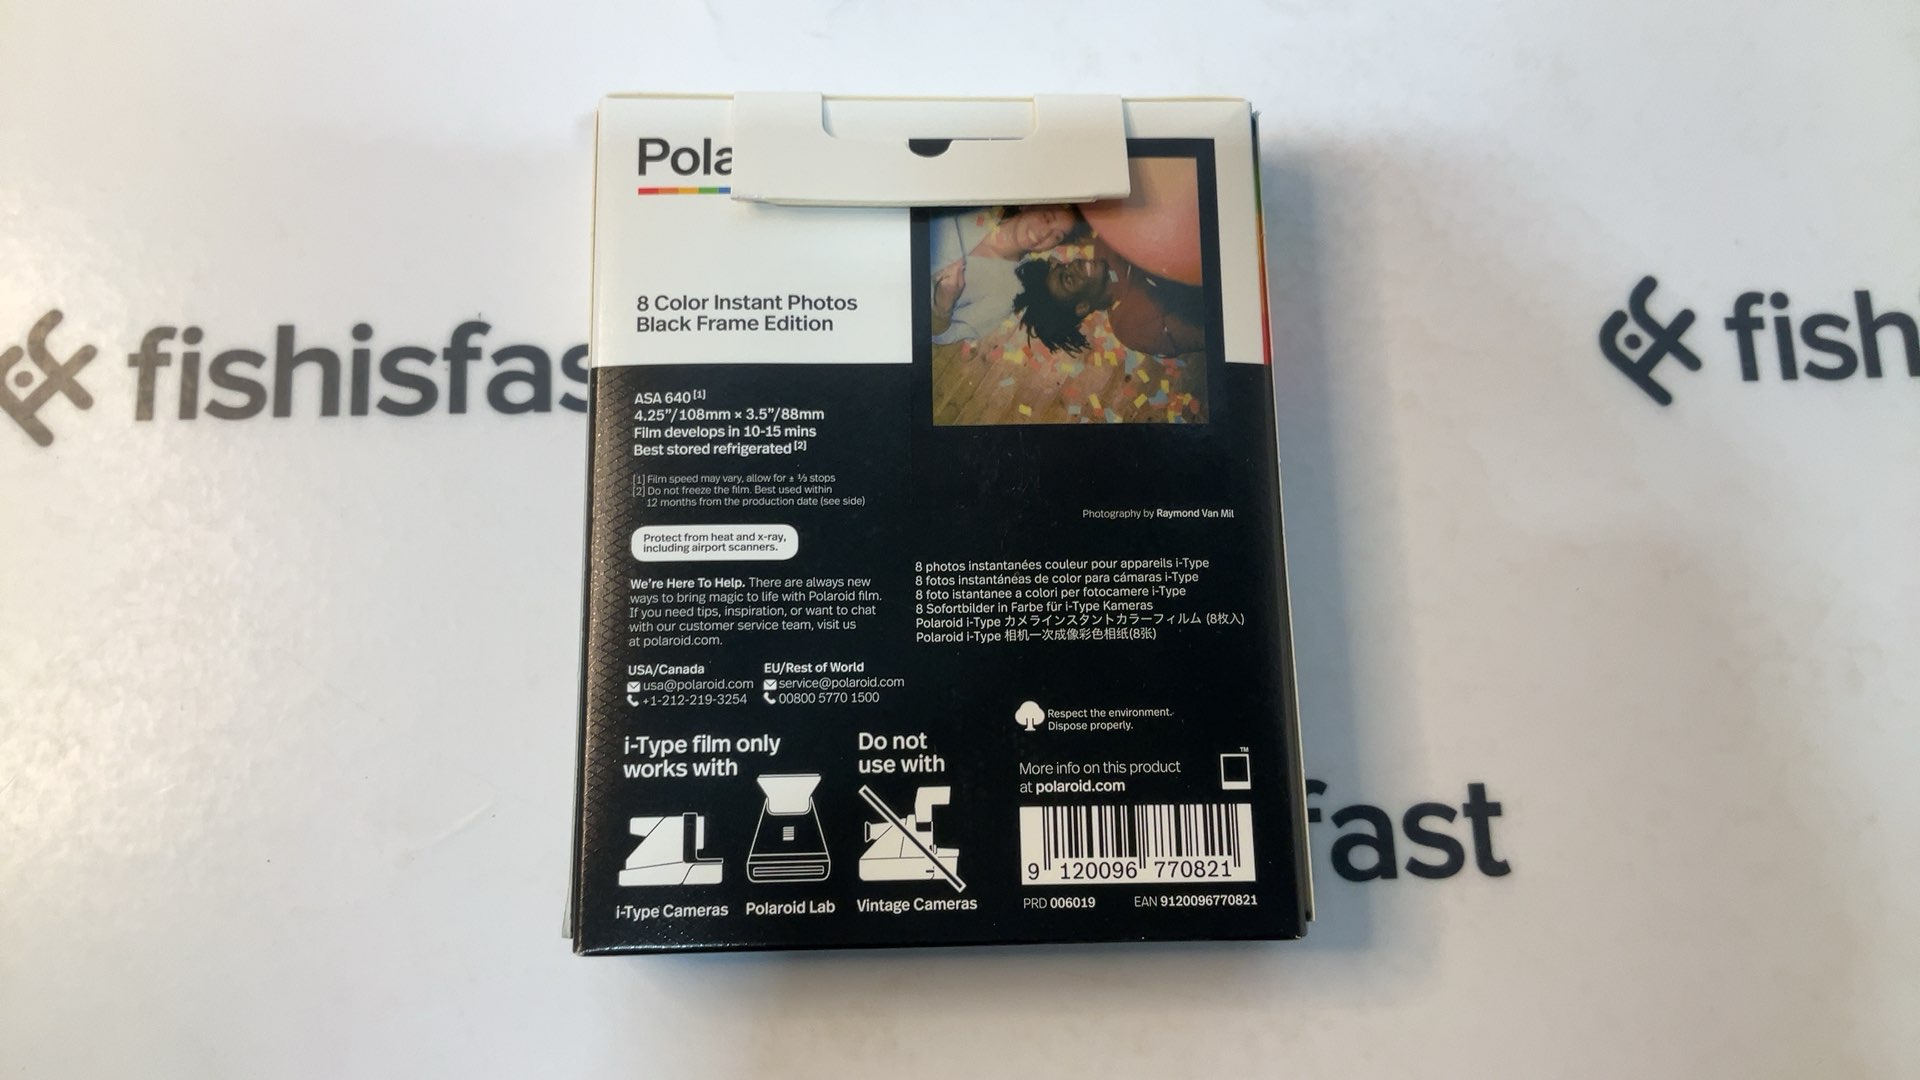 Pola
8 Color Instant Photos
Black Frame Edition
ASA 640 [1]
4.25”/108mm × 3.5”/88mm
Film develops in 10-15 mins
Best stored refrigerated [2]
[1] Film speed may vary, allow for ± ⅓ stops
[2] Do not freeze the film. Best used within
12 months from the production date (see side)
Protect from heat and x-ray,
including airport scanners.
We're Here To Help. There are always new
ways to bring magic to life with Polaroid film.
If you need tips, inspiration, or want to chat
with our customer service team, visit us
at polaroid.com.
USA/Canada
usa@polaroid.com
+1-212-219-3254
EU/Rest of World
service@polaroid.com
00800 5770 1500
i-Type film only
works with
i-Type Cameras
Polaroid Lab
Do not
use with
Vintage Cameras
Photography by Raymond Van Mil
8 photos instantanées couleur pour appareils i-Type
8 fotos instantáneas de color para cámaras i-Type
8 foto istantanee a colori per fotocamere i-Type
8 Sofortbilder in Farbe für i-Type Kameras
Polaroid i-Type カメラインスタントカラーフィルム (8枚入)
Polaroid i-Type 相机一次成像彩色相纸(8张)
Respect the environment.
Dispose properly.
More info on this product
at polaroid.com
TM
9 120096 770821
PRD 006019
EAN 9120096770821
fishisfas
fish
fast